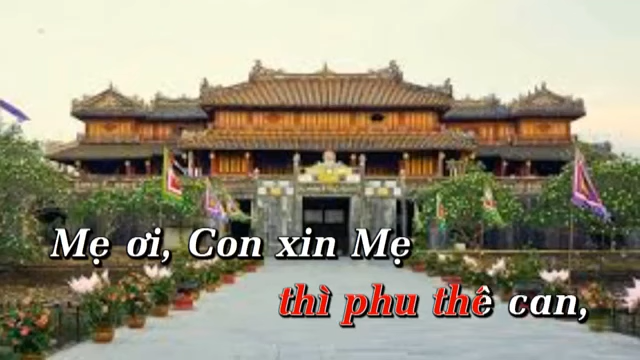 Mẹ ơi, Con xin Mẹ
thì phu thê can,